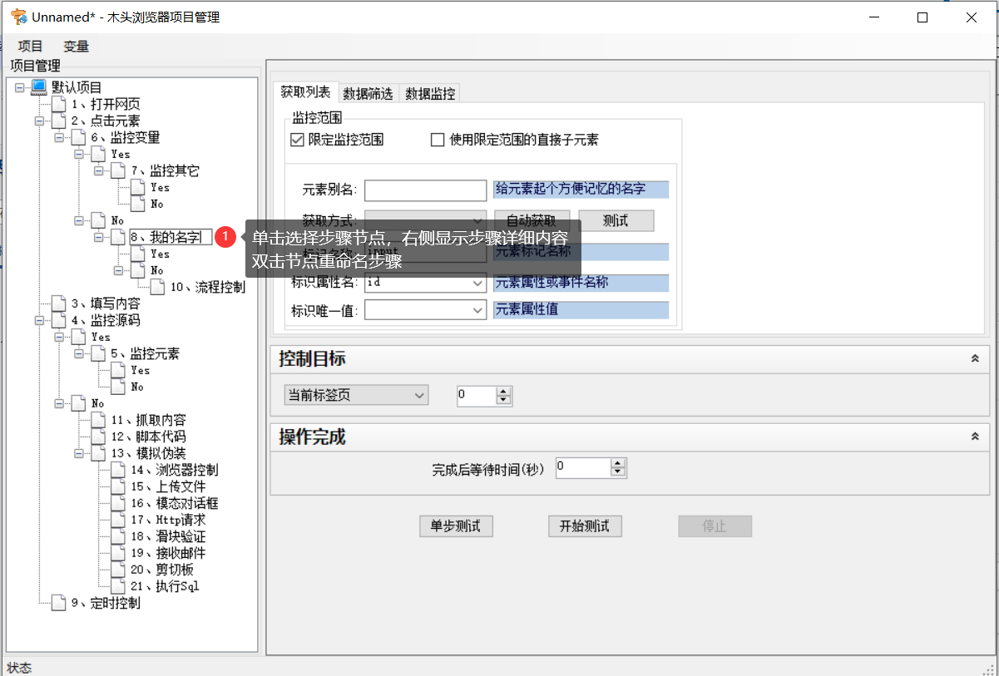 Unnamed* - 木头浏览器项目管理
项目 变量
项目管理
默认项目
1、打开网页
2、点击元素
6、监控变量
Yes
7、监控其它
Yes
No
No
8、我的名字
Yes
No
10、流程控制
3、填写内容
4、监控源码
Yes
5、监控元素
Yes
No
No
11、抓取内容
12、脚本代码
13、模拟伪装
14、浏览器控制
15、上传文件
16、模态对话框
17、Http请求
18、滑块验证
19、接收邮件
20、剪切板
21、执行Sql
9、定时控制
1
单击选择步骤节点，右侧显示步骤详细内容
双击节点重命名步骤
获取列表 数据筛选 数据监控
监控范围
限定监控范围 使用限定范围的直接子元素
元素别名: 给元素起个方便记忆的名字
获取方式: 自动获取 测试
标记名称: input 元素标记名称
标识属性名: id 元素属性或事件名称
标识唯一值: 元素属性值
控制目标
当前标签页 0
操作完成
完成后等待时间(秒) 0
单步测试 开始测试 停止
状态